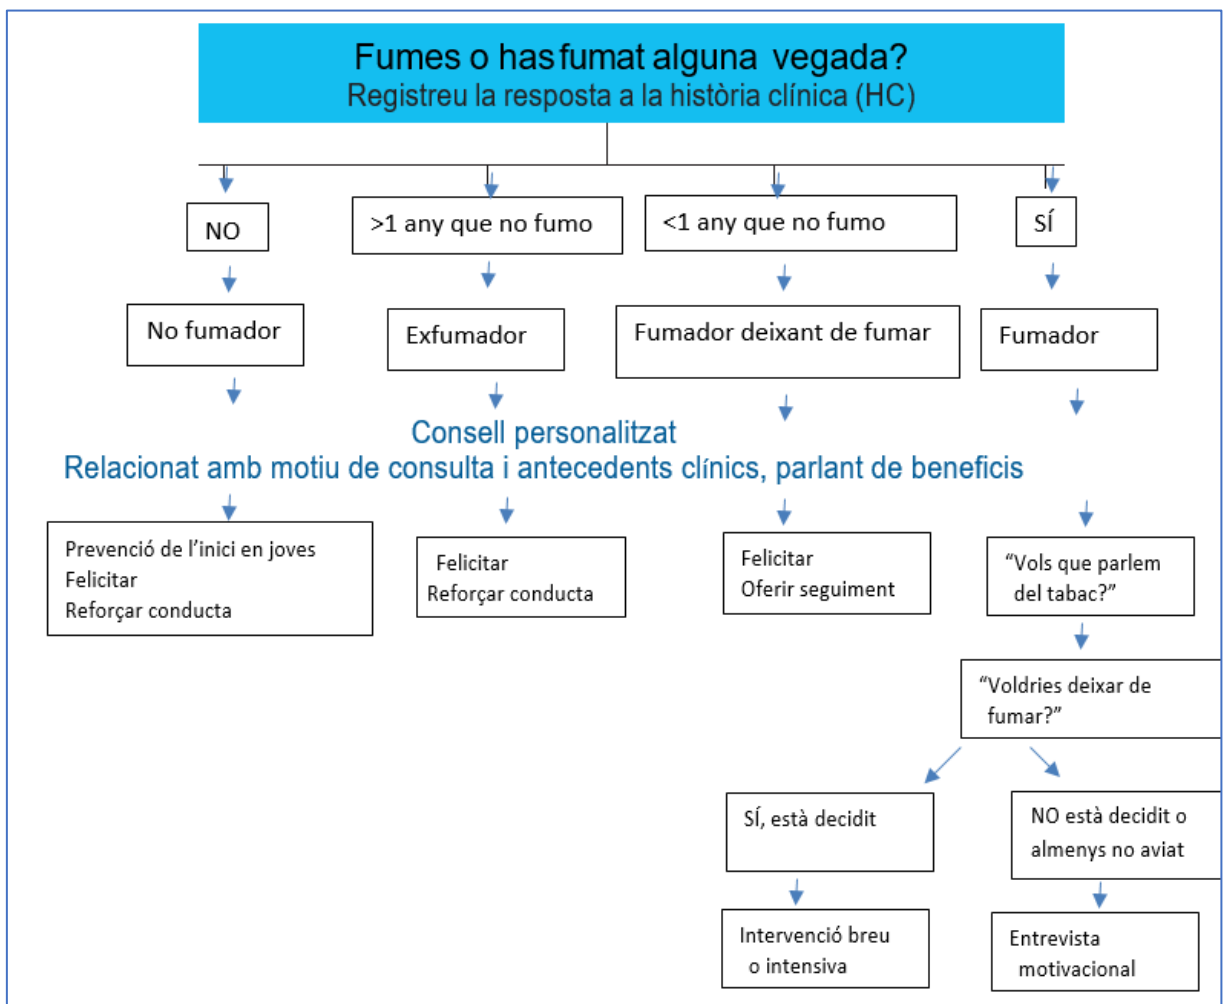 Fumes o has fumat alguna vegada?
Registreu la resposta a la història clínica (HC)
NO
>1 any que no fumo
<1 any que no fumo
SÍ
No fumador
Exfumador
Fumador deixant de fumar
Fumador
Consell personalitzat
Relacionat amb motiu de consulta i antecedents clínics, parlant de beneficis
Prevenció de l’inici en joves
Felicitar
Reforçar conducta
Felicitar
Reforçar conducta
Felicitar
Oferir seguiment
“Vols que parlem
del tabac?”
“Voldries deixar de
fumar?”
SÍ, està decidit
NO està decidit o
almenys no aviat
Intervenció breu
o intensiva
Entrevista
motivacional